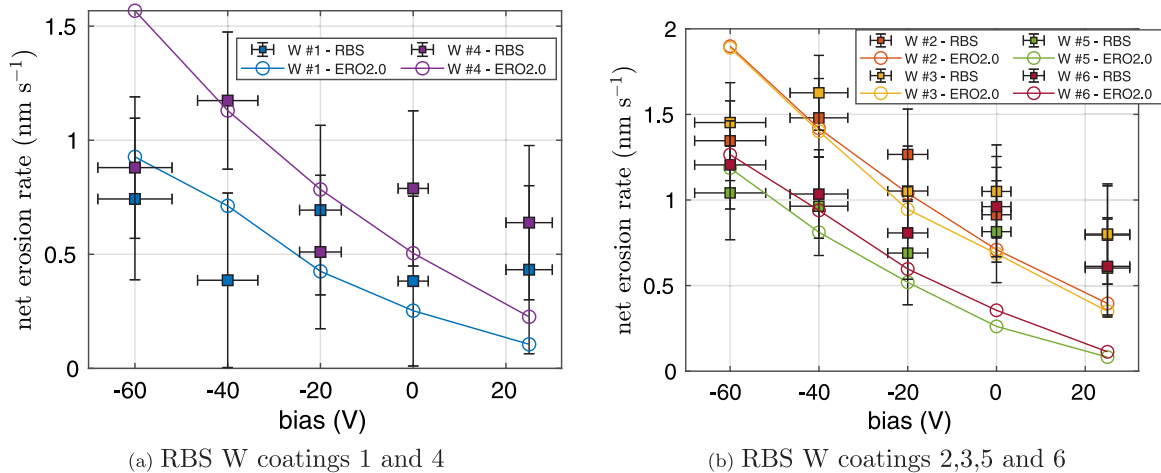 W #1 - RBS
W #4 - RBS
W #1 - ERO2.0
W #4 - ERO2.0
net erosion rate (nm s⁻¹)
1.5
1
0.5
0
-60
-40
-20
0
20
bias (V)
(a) RBS W coatings 1 and 4
W #2 - RBS
W #5 - RBS
W #2 - ERO2.0
W #5 - ERO2.0
W #3 - RBS
W #6 - RBS
W #3 - ERO2.0
W #6 - ERO2.0
net erosion rate (nm s⁻¹)
2
1.5
1
0.5
0
-60
-40
-20
0
20
bias (V)
(b) RBS W coatings 2,3,5 and 6